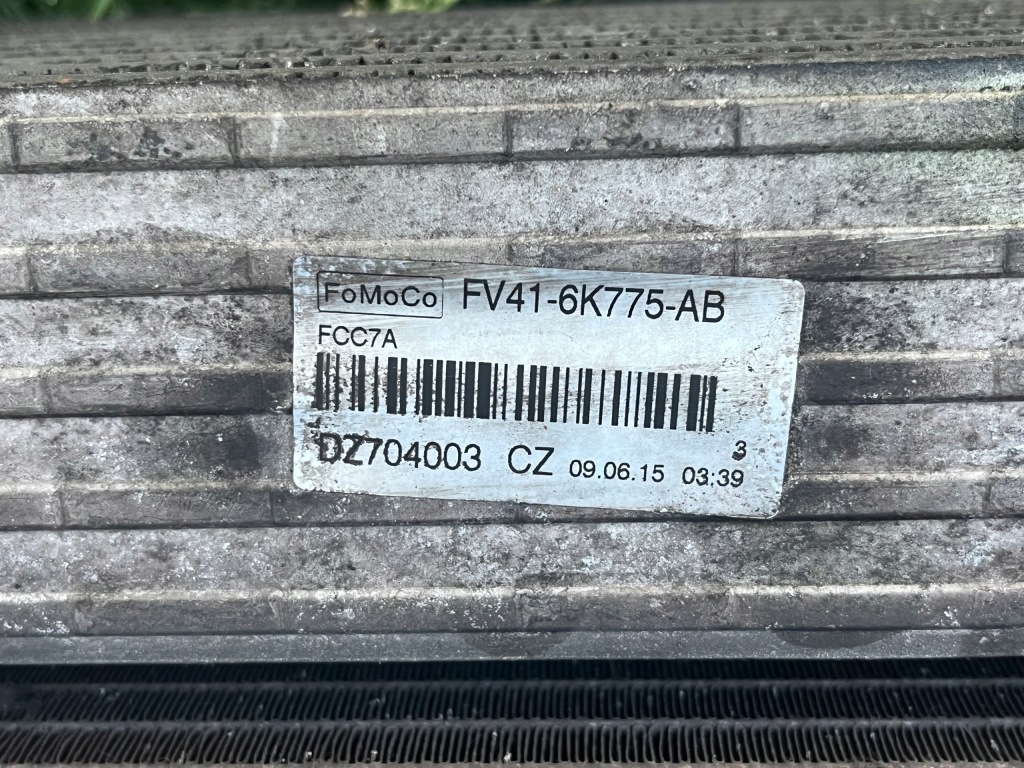 FoMoCo FV41-6K775-AB
FCC7A
3
DZ704003 CZ 09.06.15 03:39